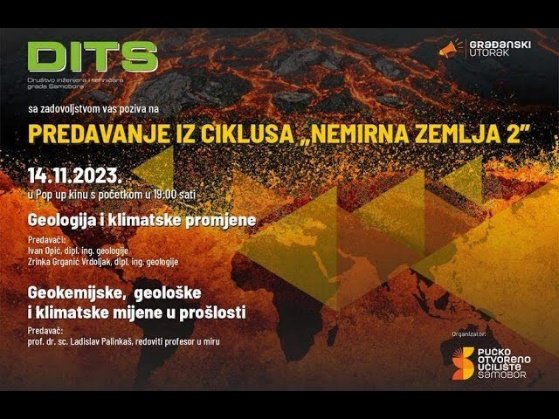 DITS
Društvo inženjera i tehničara
grada Samobora
GRAĐANSKI
UTORAK
sa zadovoljstvom vas poziva na
PREDAVANJE IZ CIKLUSA „NEMIRNA ZEMLJA 2”
14.11.2023.
u Pop up kinu s početkom u 19:00 sati
Geologija i klimatske promjene
Predavači:
Ivan Opić, dipl. ing. geologije
Zrinka Grganić Vrdoljak, dipl. ing. geologije
Geokemijske, geološke
i klimatske mijene u prošlosti
Predavač:
prof. dr. sc. Ladislav Palinkaš, redoviti profesor u miru
Organizator:
PUČKO
OTVORENO
UČILIŠTE
SAMOBOR